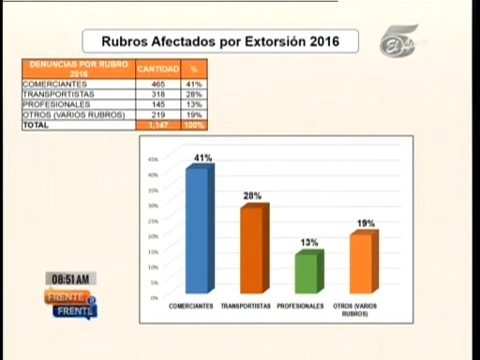 Rubros Afectados por Extorsión 2016
5
El
DENUNCIAS POR RUBRO 2016 CANTIDAD %
COMERCIANTES 465 41%
TRANSPORTISTAS 318 28%
PROFESIONALES 145 13%
OTROS (VARIOS RUBROS) 219 19%
TOTAL 1,147 100%
45%
40%
35%
30%
25%
20%
15%
10%
5%
0%
41%
28%
13%
19%
COMERCIANTES TRANSPORTISTAS PROFESIONALES OTROS (VARIOS
RUBROS)
08:51 AM
FRENTE a
FRENTE